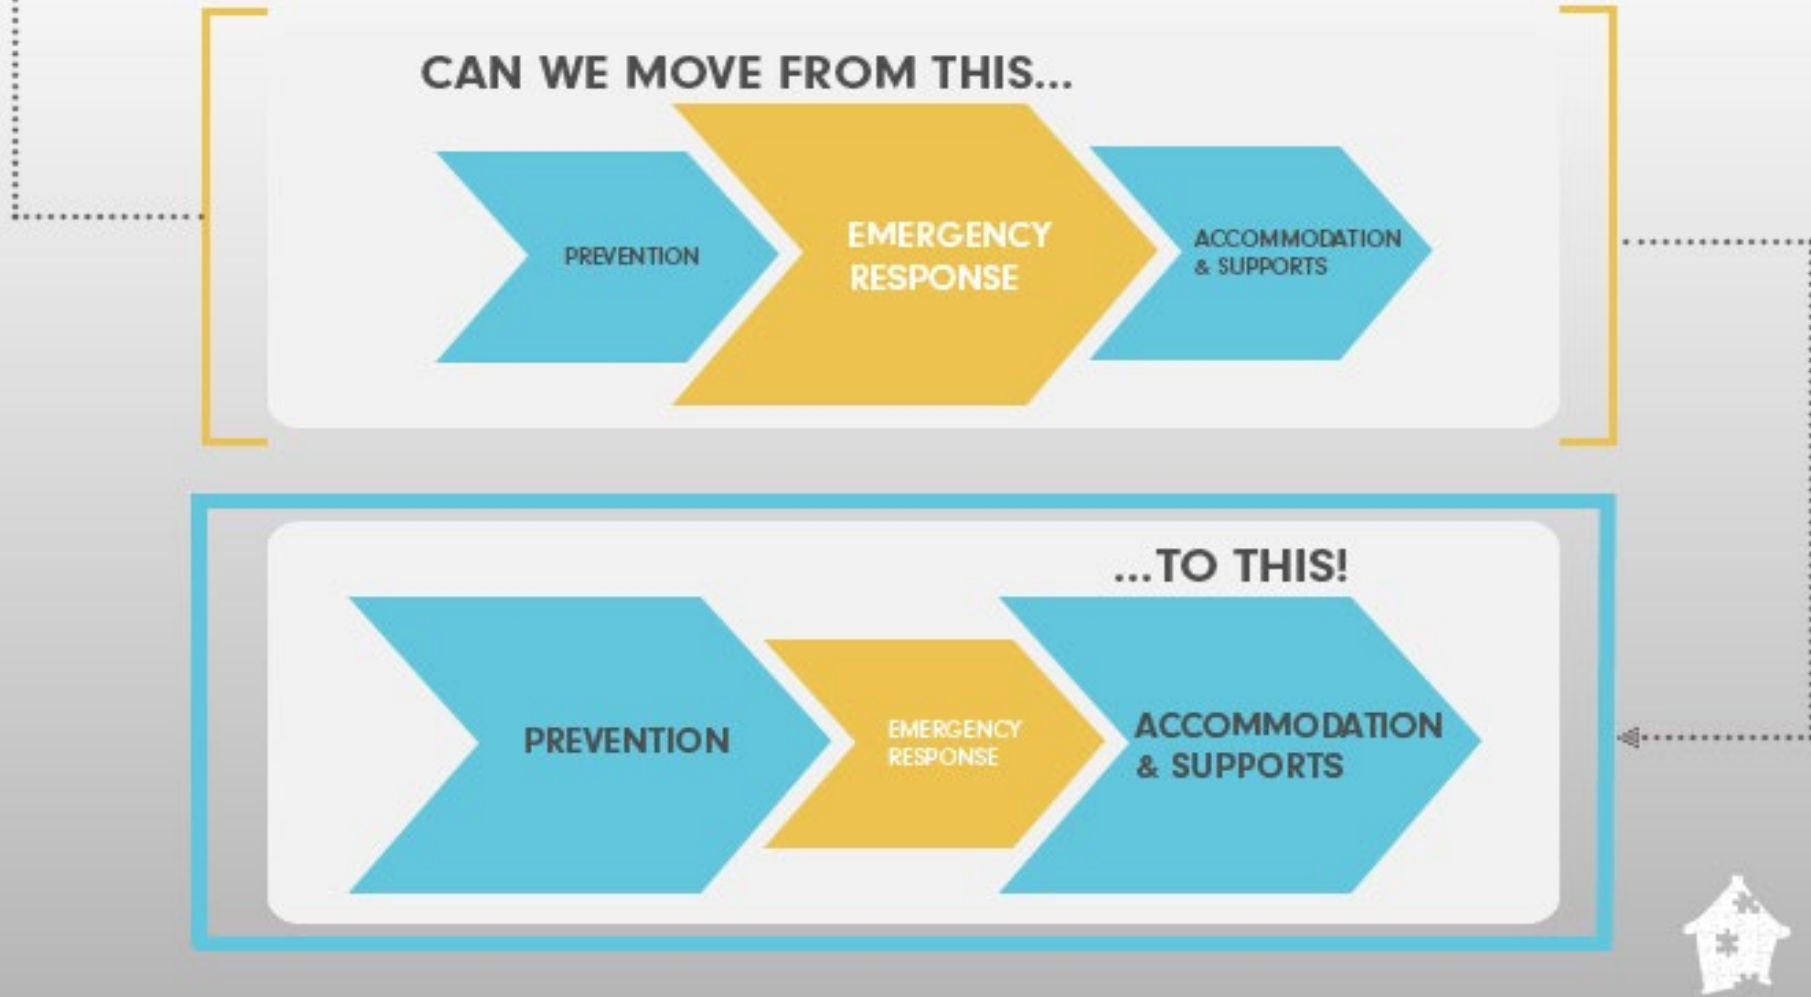 CAN WE MOVE FROM THIS...
PREVENTION
EMERGENCY
RESPONSE
ACCOMMODATION
& SUPPORTS
...TO THIS!
PREVENTION
EMERGENCY
RESPONSE
ACCOMMODATION
& SUPPORTS